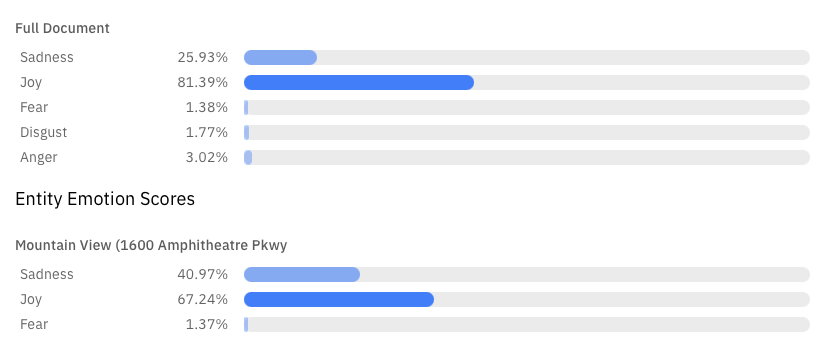 Full Document
Sadness 25.93%
Joy 81.39%
Fear 1.38%
Disgust 1.77%
Anger 3.02%
Entity Emotion Scores
Mountain View (1600 Amphitheatre Pkwy
Sadness 40.97%
Joy 67.24%
Fear 1.37%